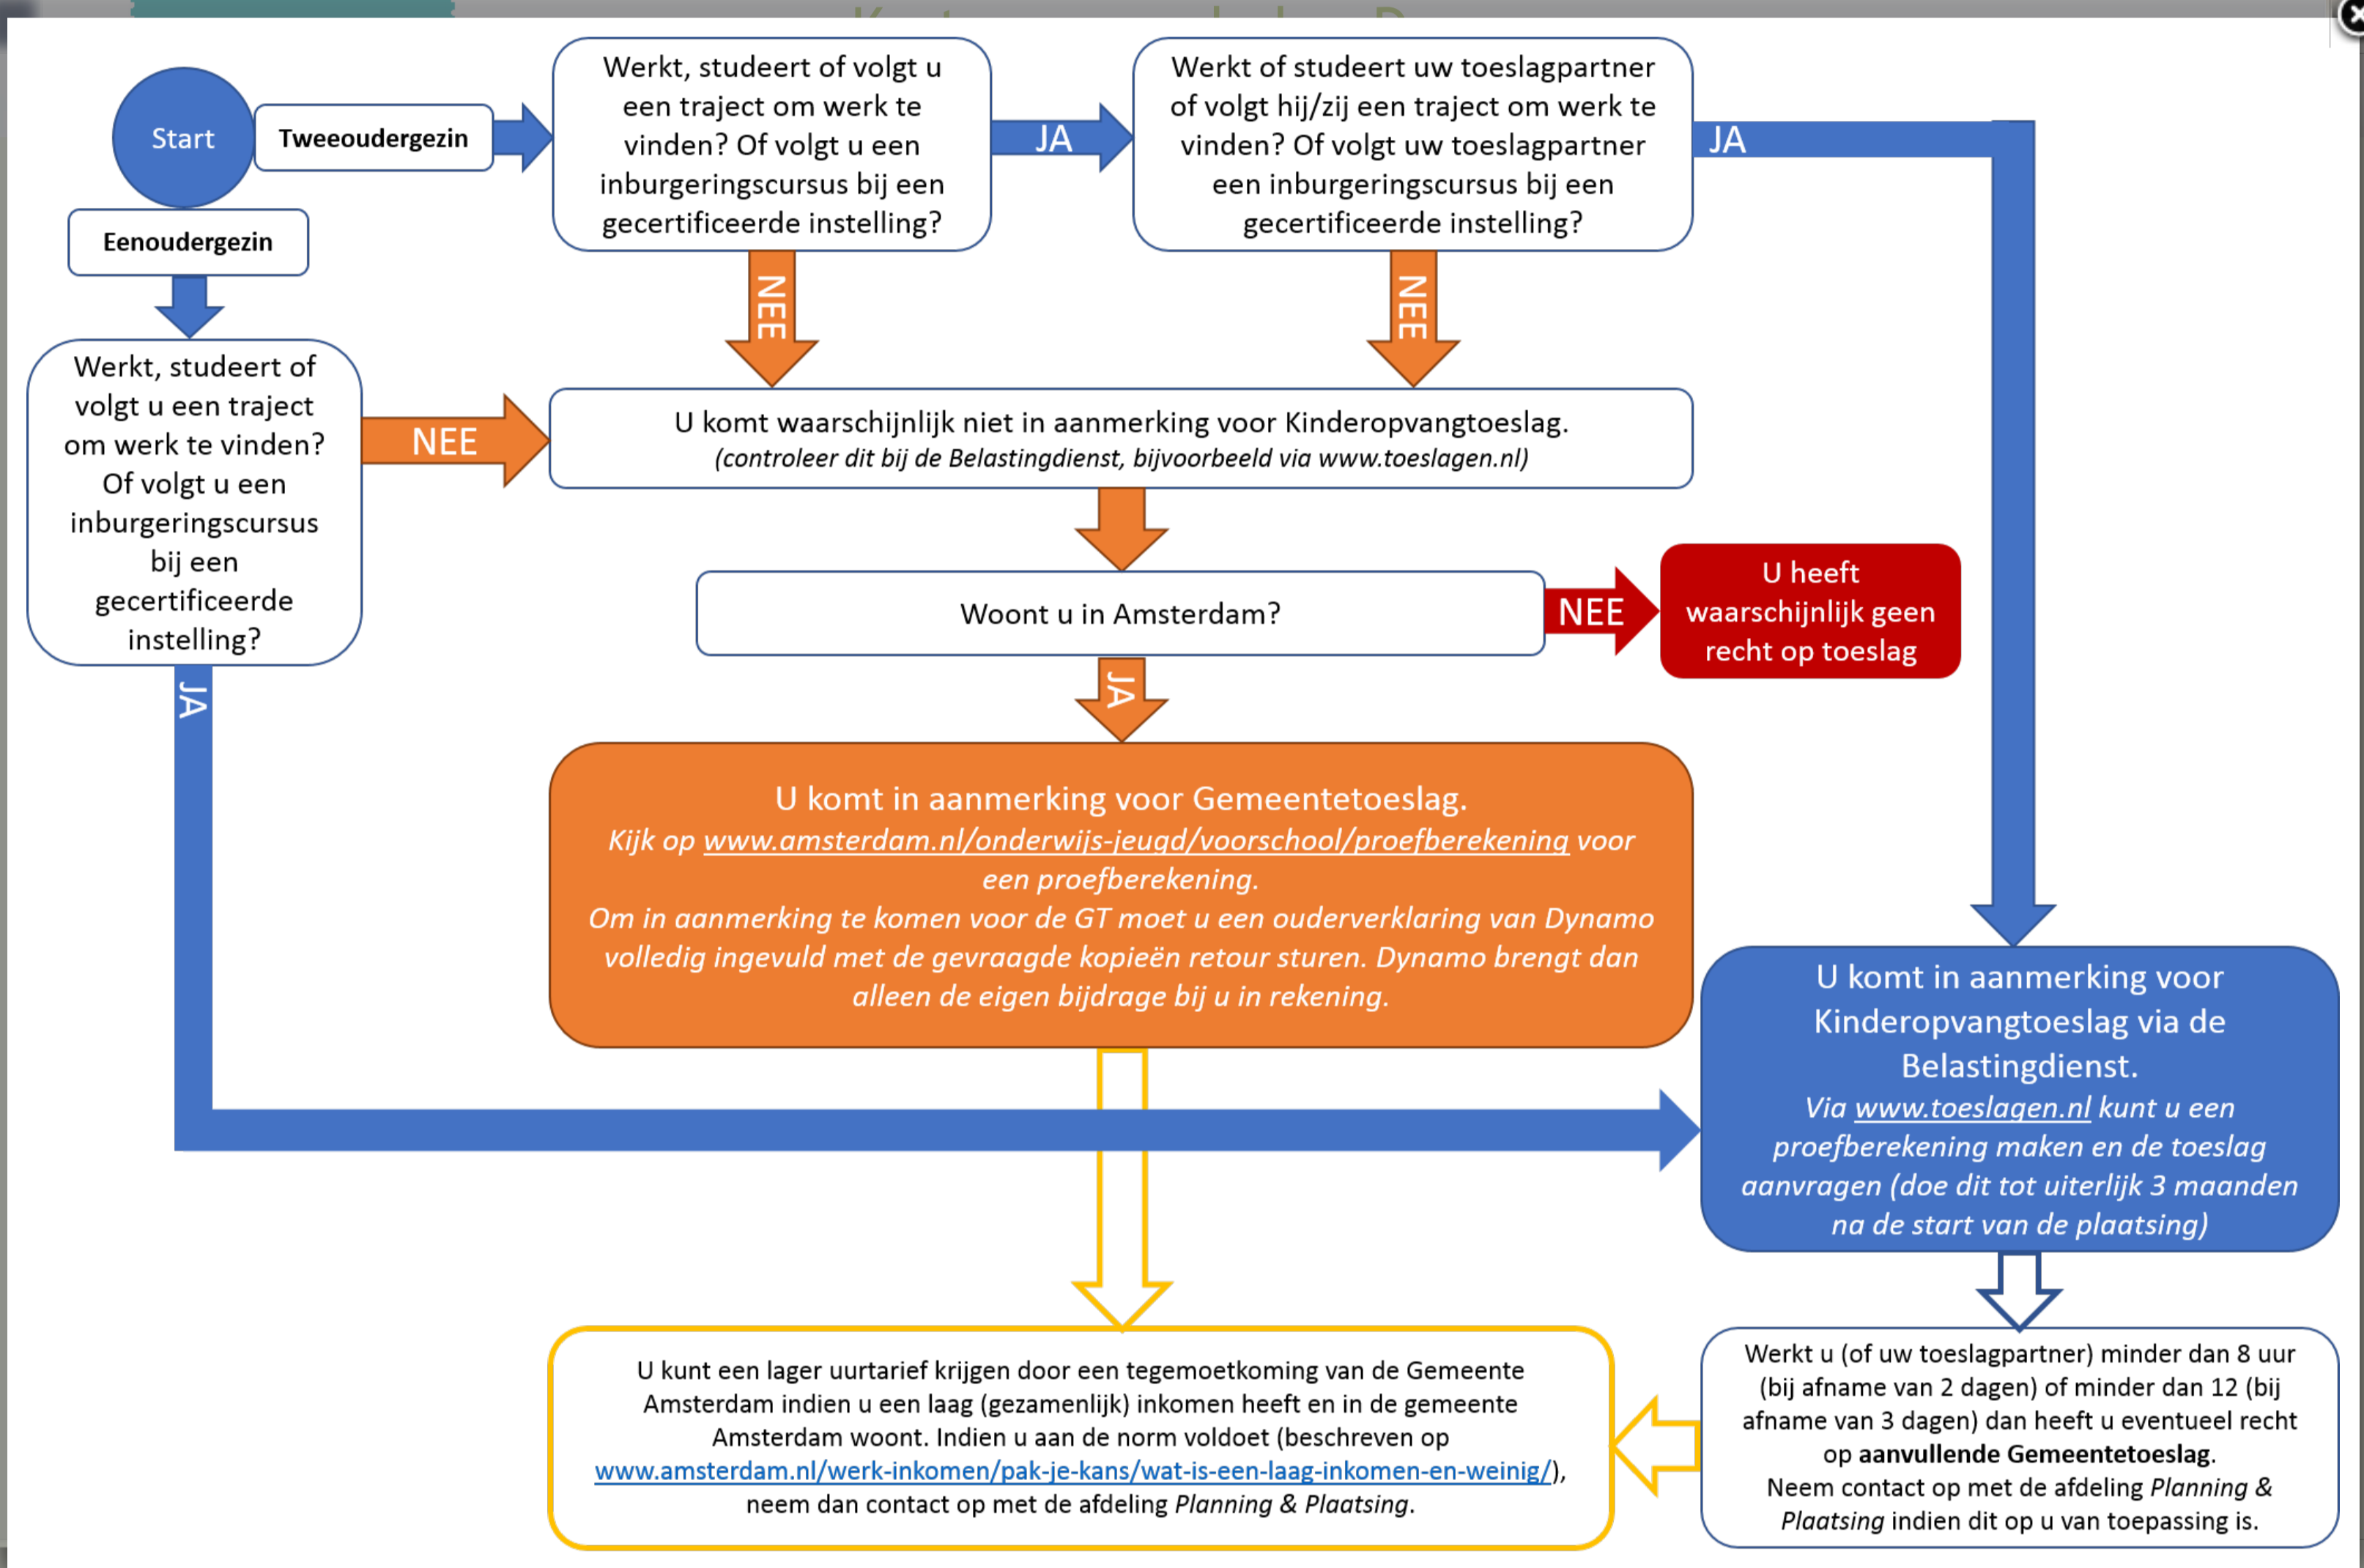 Start
Tweeoudergezin
Werkt, studeert of volgt u
een traject om werk te
vinden? Of volgt u een
inburgeringscursus bij een
gecertificeerde instelling?
JA
Werkt of studeert uw toeslagpartner
of volgt hij/zij een traject om werk te
vinden? Of volgt uw toeslagpartner
een inburgeringscursus bij een
gecertificeerde instelling?
JA
Eenoudergezin
NEE
NEE
Werkt, studeert of
volgt u een traject
om werk te vinden?
Of volgt u een
inburgeringscursus
bij een
gecertificeerde
instelling?
NEE
U komt waarschijnlijk niet in aanmerking voor Kinderopvangtoeslag.
(controleer dit bij de Belastingdienst, bijvoorbeeld via www.toeslagen.nl)
Woont u in Amsterdam?
NEE
U heeft
waarschijnlijk geen
recht op toeslag
JA
JA
U komt in aanmerking voor Gemeentetoeslag.
Kijk op www.amsterdam.nl/onderwijs-jeugd/voorschool/proefberekening voor
een proefberekening.
Om in aanmerking te komen voor de GT moet u een ouderverklaring van Dynamo
volledig ingevuld met de gevraagde kopieën retour sturen. Dynamo brengt dan
alleen de eigen bijdrage bij u in rekening.
U komt in aanmerking voor
Kinderopvangtoeslag via de
Belastingdienst.
Via www.toeslagen.nl kunt u een
proefberekening maken en de toeslag
aanvragen (doe dit tot uiterlijk 3 maanden
na de start van de plaatsing)
U kunt een lager uurtarief krijgen door een tegemoetkoming van de Gemeente
Amsterdam indien u een laag (gezamenlijk) inkomen heeft en in de gemeente
Amsterdam woont. Indien u aan de norm voldoet (beschreven op
www.amsterdam.nl/werk-inkomen/pak-je-kans/wat-is-een-laag-inkomen-en-weinig/),
neem dan contact op met de afdeling Planning & Plaatsing.
Werkt u (of uw toeslagpartner) minder dan 8 uur
(bij afname van 2 dagen) of minder dan 12 (bij
afname van 3 dagen) dan heeft u eventueel recht
op aanvullende Gemeentetoeslag.
Neem contact op met de afdeling Planning &
Plaatsing indien dit op u van toepassing is.